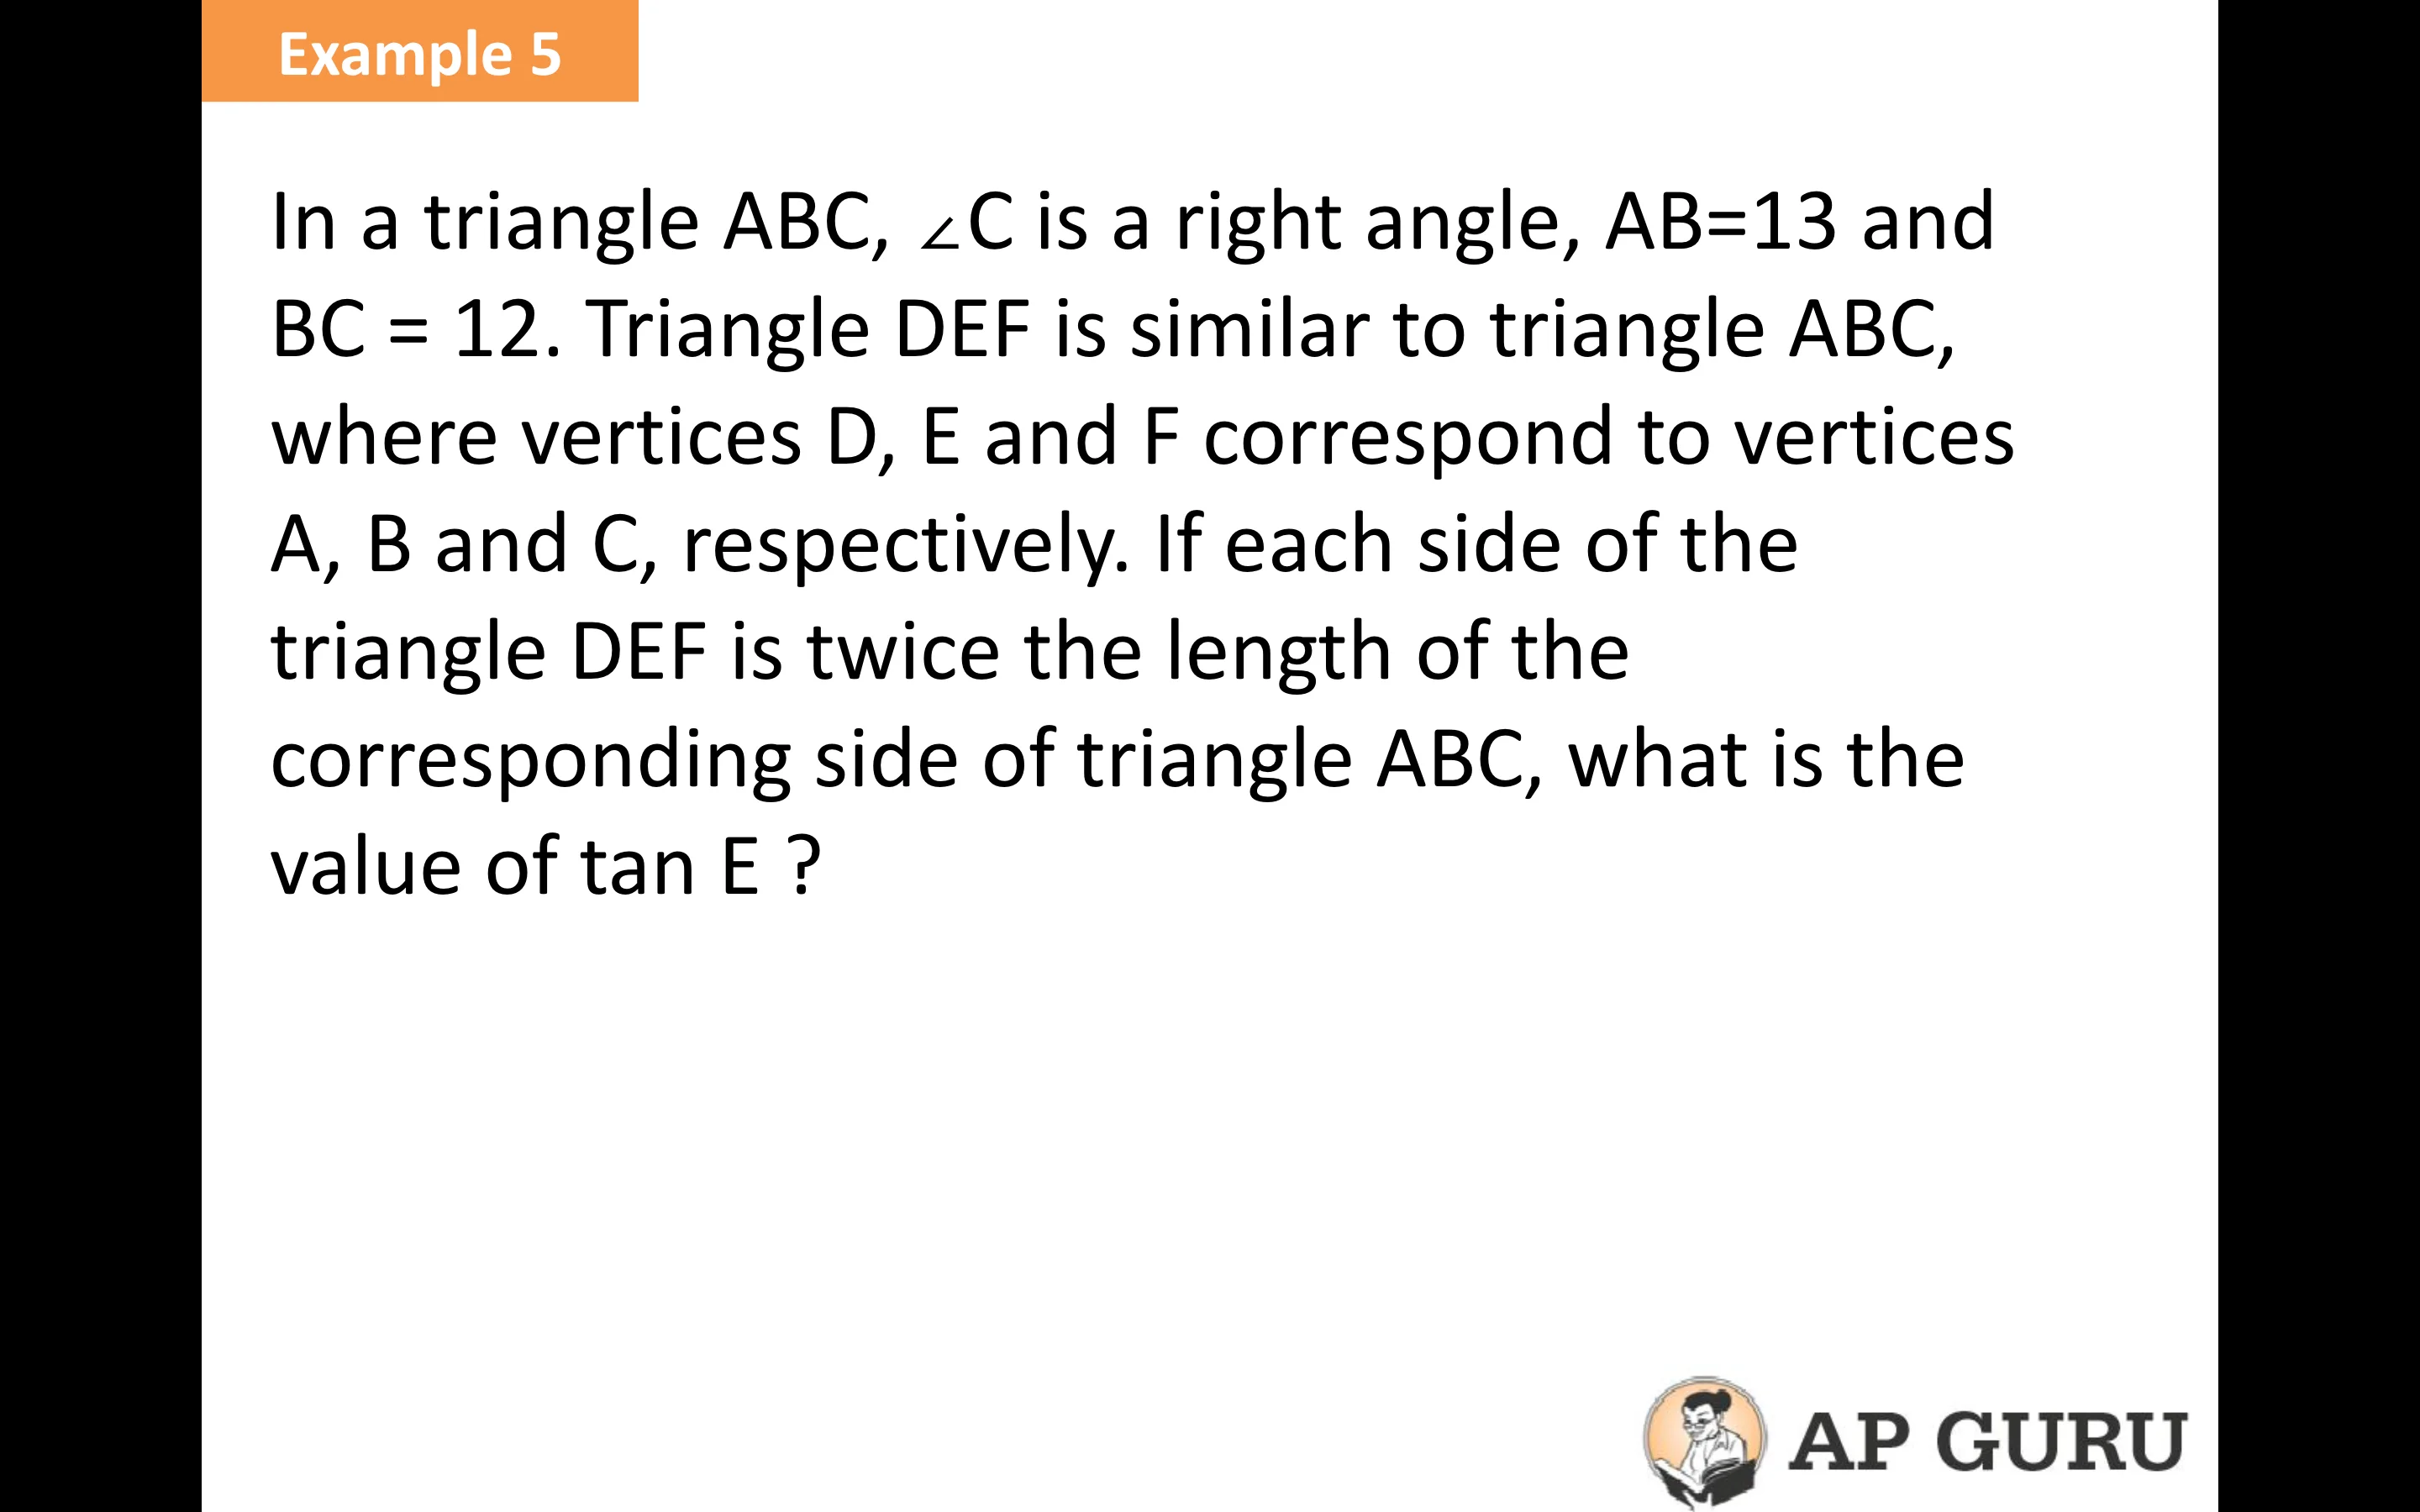 Example 5
In a triangle ABC, ∠C is a right angle, AB=13 and
BC = 12. Triangle DEF is similar to triangle ABC,
where vertices D, E and F correspond to vertices
A, B and C, respectively. If each side of the
triangle DEF is twice the length of the
corresponding side of triangle ABC, what is the
value of tan E ?
AP GURU